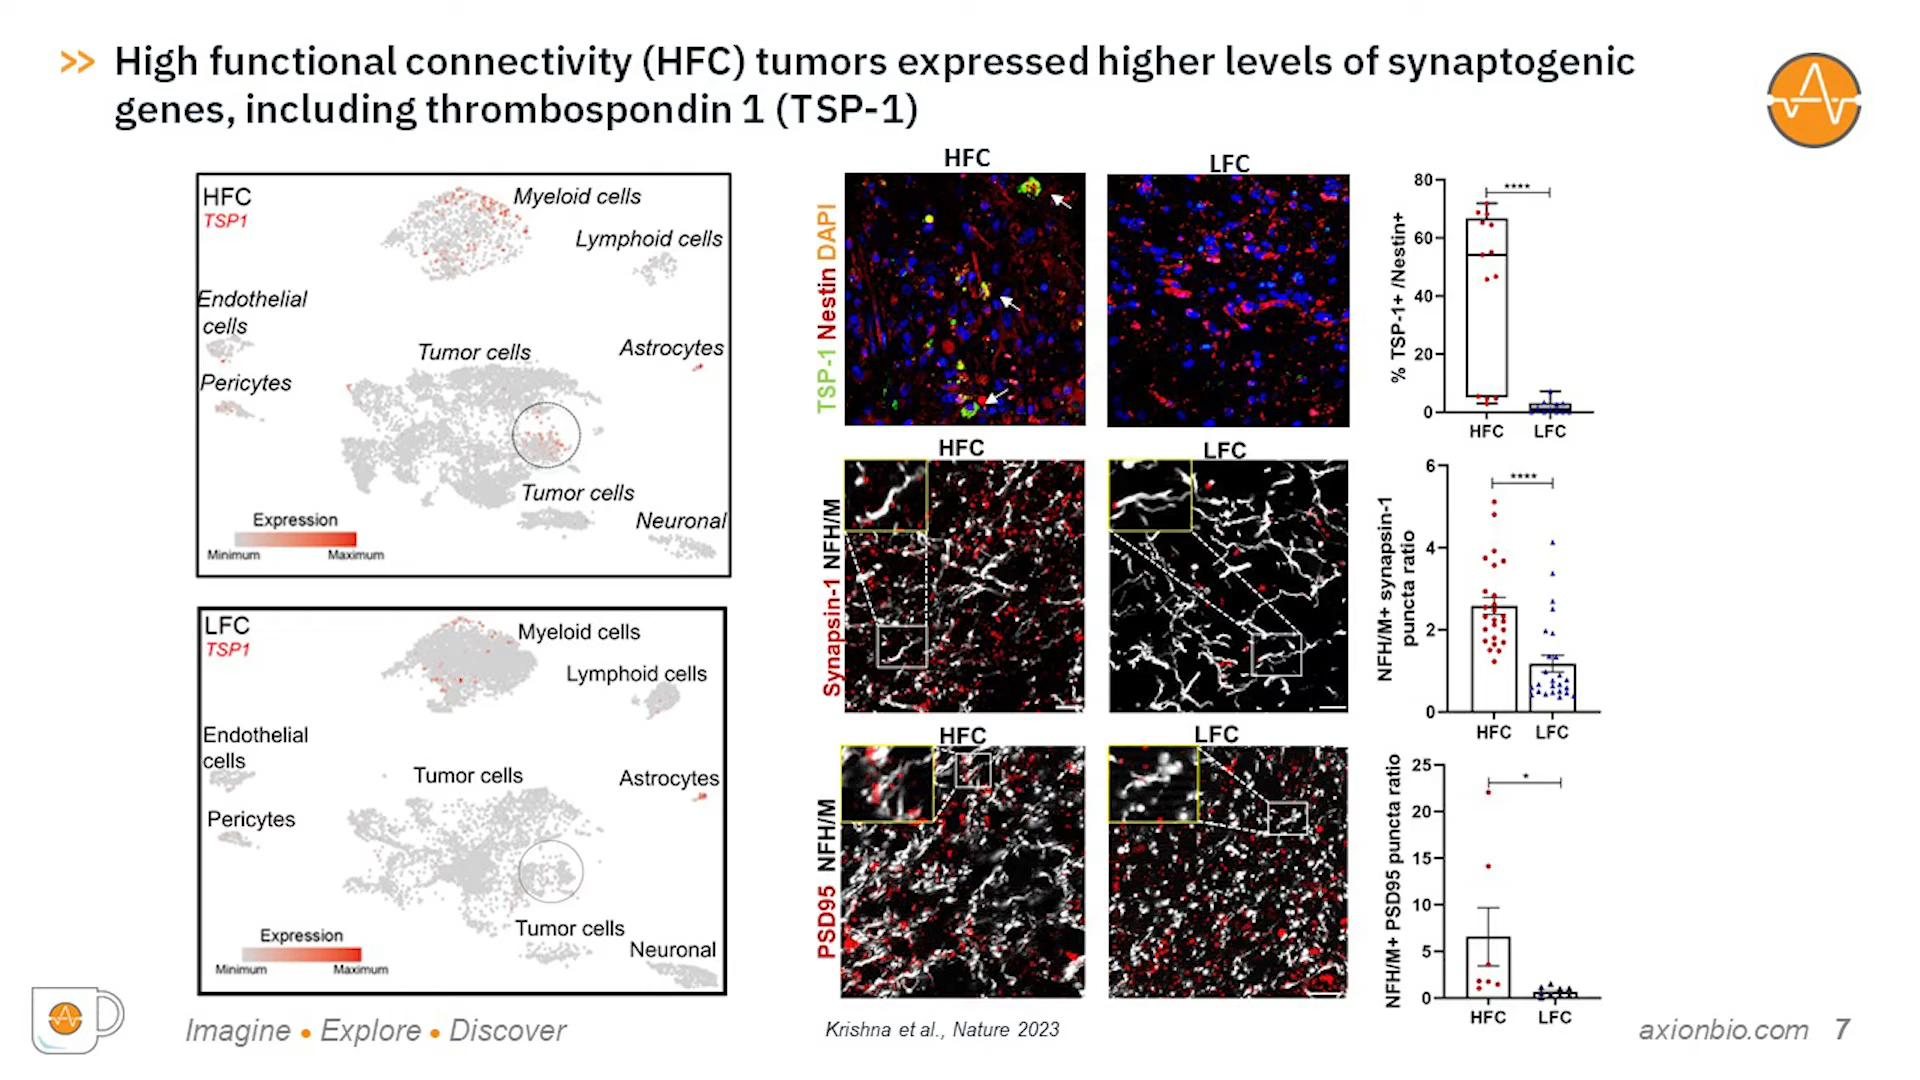 >> High functional connectivity (HFC) tumors expressed higher levels of synaptogenic
genes, including thrombospondin 1 (TSP-1)
HFC
TSP1
Myeloid cells
Lymphoid cells
Endothelial
cells
Pericytes
Tumor cells
Astrocytes
Tumor cells
Neuronal
Expression
Minimum
Maximum
LFC
TSP1
Myeloid cells
Lymphoid cells
Endothelial
cells
Pericytes
Tumor cells
Astrocytes
Tumor cells
Neuronal
Expression
Minimum
Maximum
HFC
LFC
TSP-1 Nestin DAPI
HFC
LFC
Synapsin-1 NFH/M
HFC
LFC
PSD95 NFH/M
% TSP-1+ /Nestin+
80
60
40
20
0
****
HFC
LFC
NFH/M+ synapsin-1
puncta ratio
6
4
2
0
****
HFC
LFC
NFH/M+ PSD95 puncta ratio
25
20
15
10
5
0
*
HFC
LFC
Imagine • Explore • Discover
Krishna et al., Nature 2023
axionbio.com 7